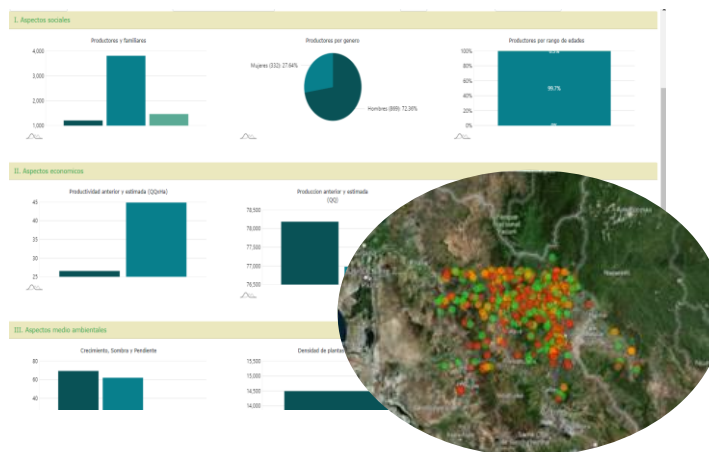 I. Aspectos sociales
Productores y familiares
4,000
3,000
2,000
1,000
Productores por genero
Mujeres (332): 27.64%
Hombres (869): 72.36%
Productores por rango de edades
100%
80%
60%
40%
20%
0%
99.7%
II. Aspectos economicos
Productividad anterior y estimada (QQxHa)
45
40
35
30
25
Produccion anterior y estimada
(QQ)
78,500
78,000
77,500
77,000
76,500
III. Aspectos medio ambientales
Crecimiento, Sombra y Pendiente
80
60
40
Densidad de plantas
15,500
15,000
14,500
14,000
Parque
Nacional